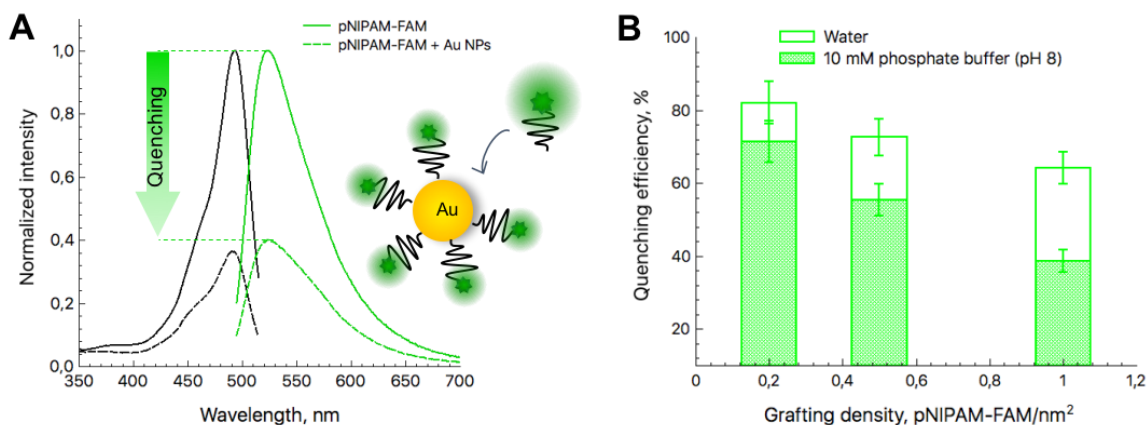 A
pNIPAM-FAM
pNIPAM-FAM + Au NPs
Normalized intensity
1,0
0,8
0,6
0,4
0,2
0,0
Quenching
Au
350 400 450 500 550 600 650 700
Wavelength, nm
B
Water
10 mM phosphate buffer (pH 8)
Quenching efficiency, %
100
80
60
40
20
0 0,2 0,4 0,6 0,8 1 1,2
Grafting density, pNIPAM-FAM/nm²